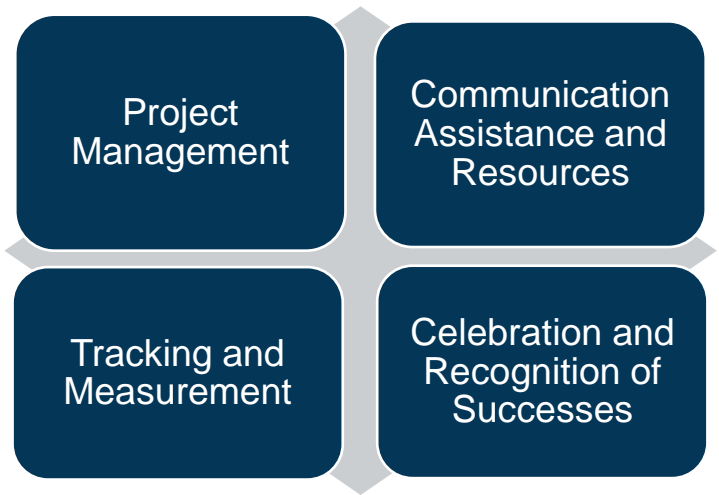 Project
Management
Communication
Assistance and
Resources
Tracking and
Measurement
Celebration and
Recognition of
Successes